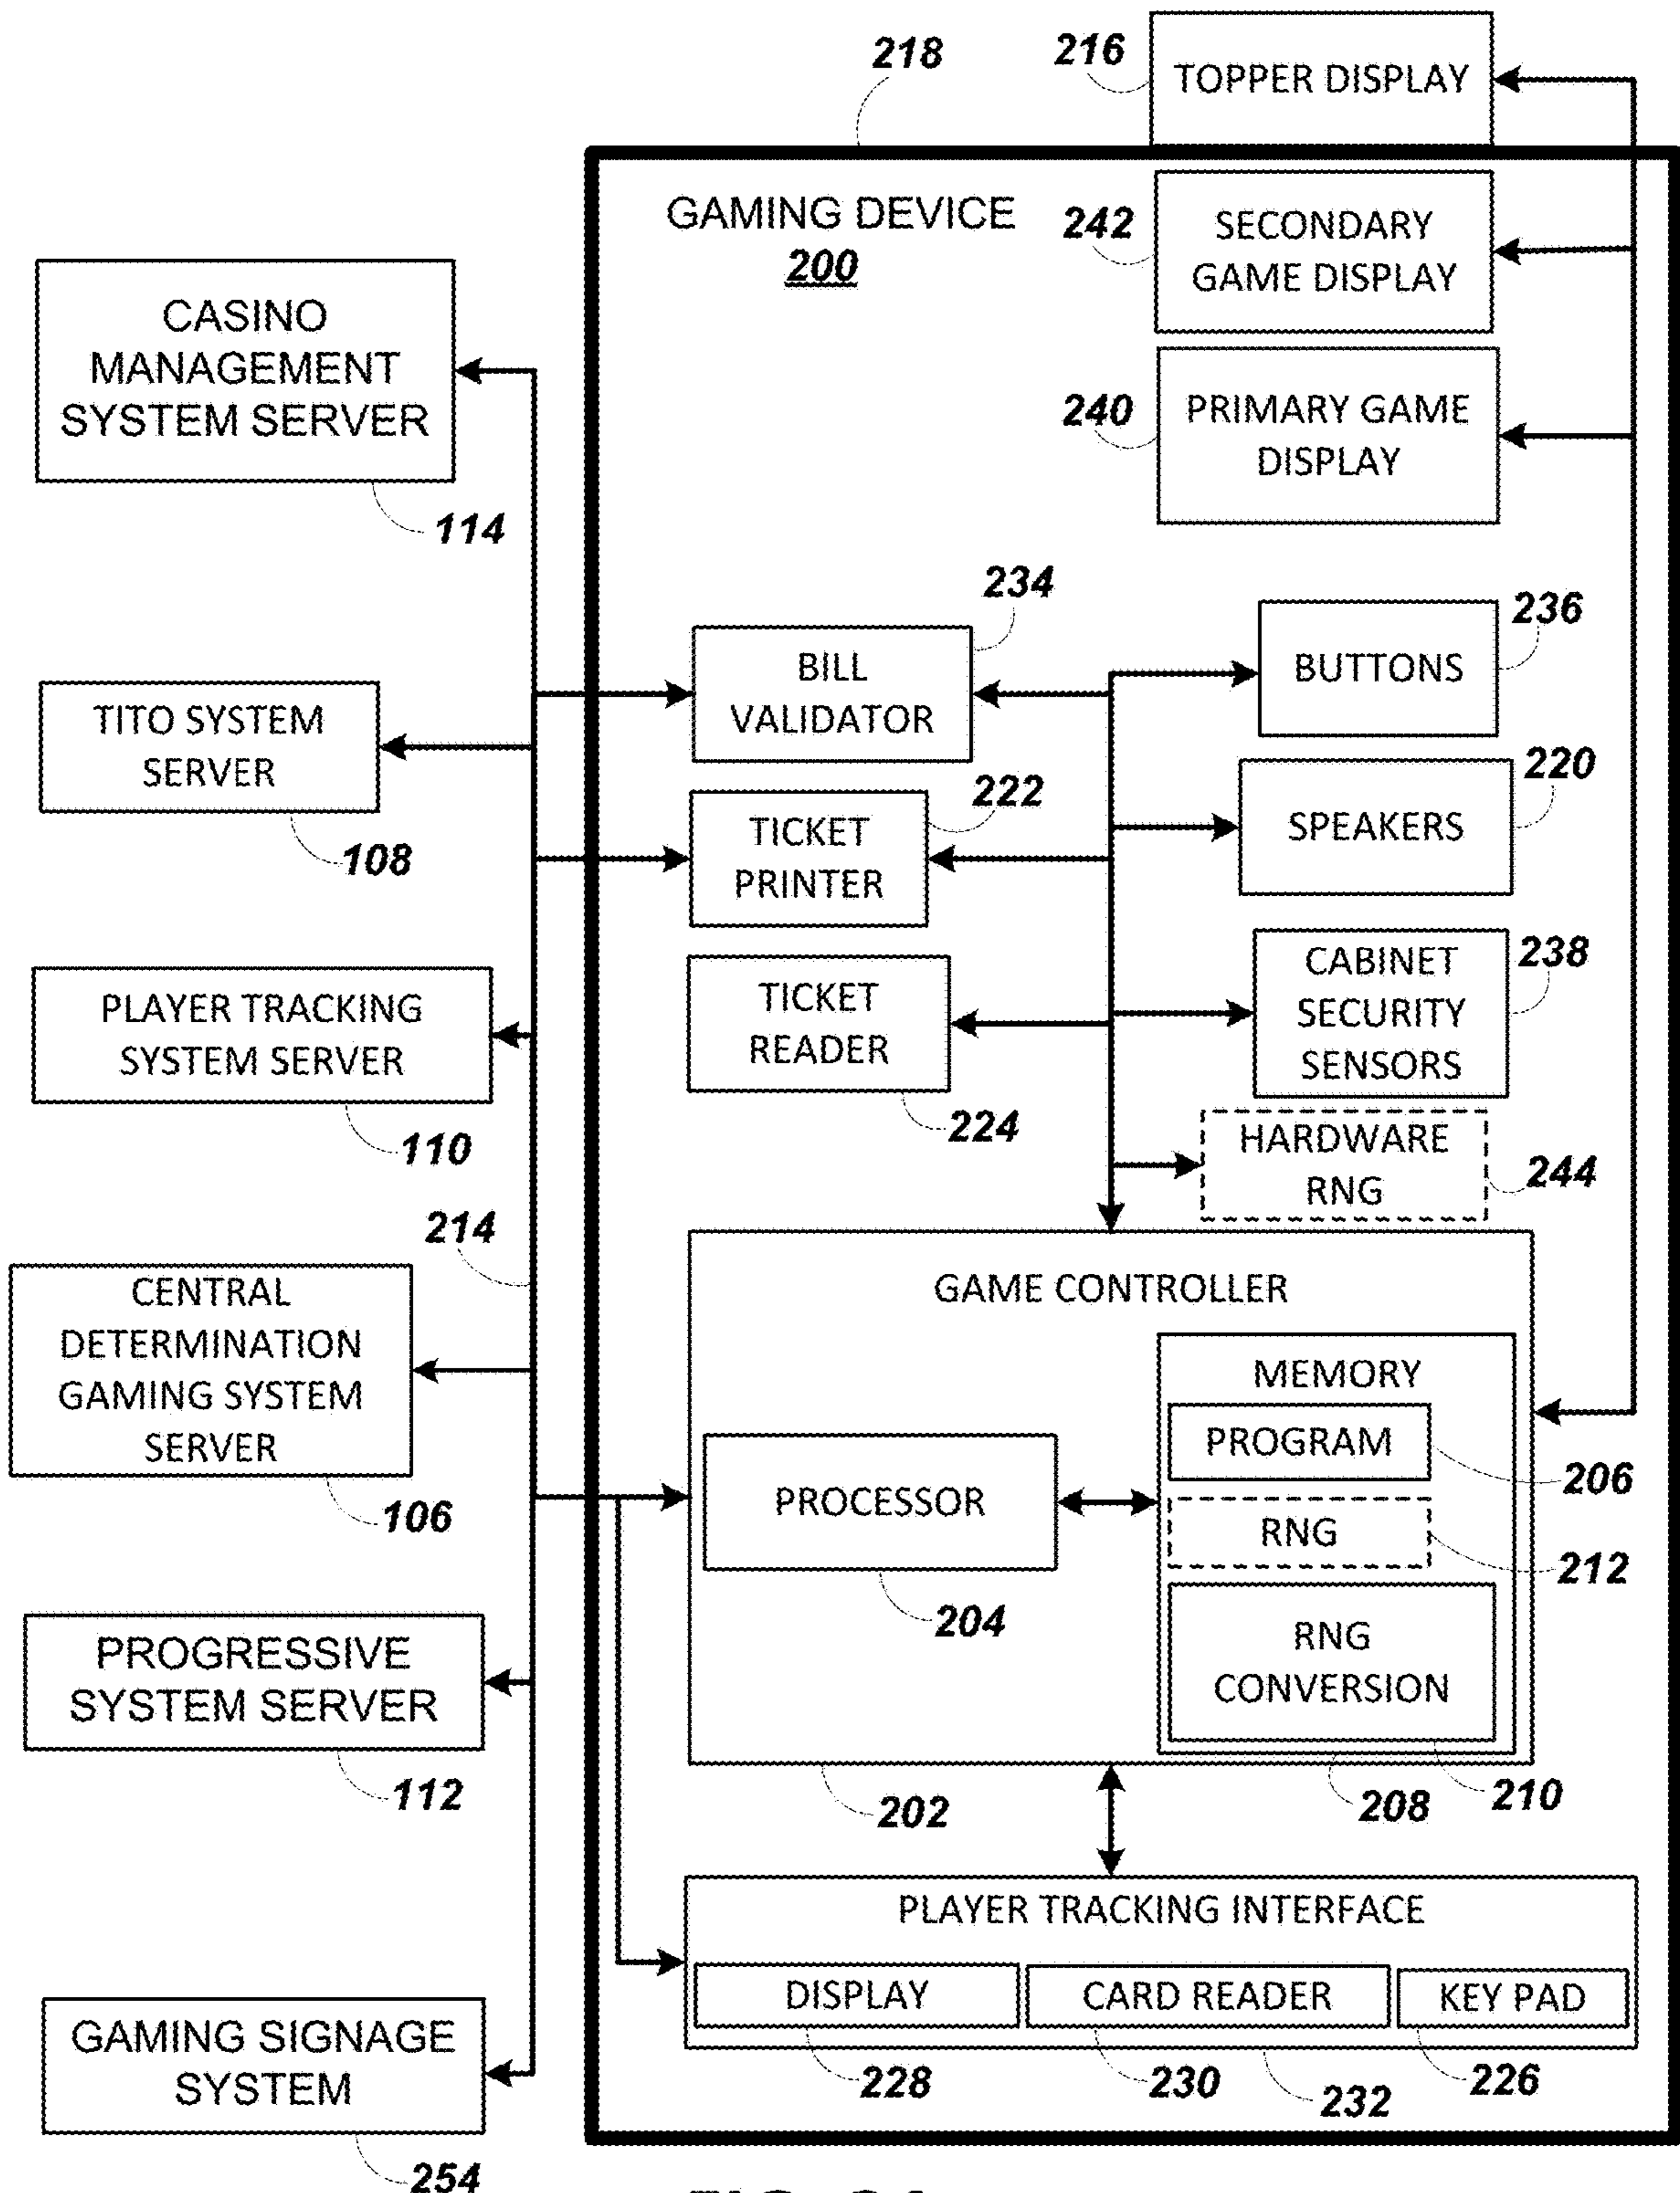 218
216
TOPPER DISPLAY
GAMING DEVICE
200
242
SECONDARY
GAME DISPLAY
CASINO
MANAGEMENT
SYSTEM SERVER
114
240
PRIMARY GAME
DISPLAY
234
BILL
VALIDATOR
236
BUTTONS
TITO SYSTEM
SERVER
108
222
TICKET
PRINTER
220
SPEAKERS
PLAYER TRACKING
SYSTEM SERVER
110
TICKET
READER
224
CABINET
SECURITY
SENSORS
238
HARDWARE
RNG
244
214
CENTRAL
DETERMINATION
GAMING SYSTEM
SERVER
106
GAME CONTROLLER
MEMORY
PROGRAM
206
PROCESSOR
204
RNG
212
RNG
CONVERSION
PROGRESSIVE
SYSTEM SERVER
112
202
208
210
PLAYER TRACKING INTERFACE
DISPLAY
CARD READER
KEY PAD
228
230
232
226
GAMING SIGNAGE
SYSTEM
254